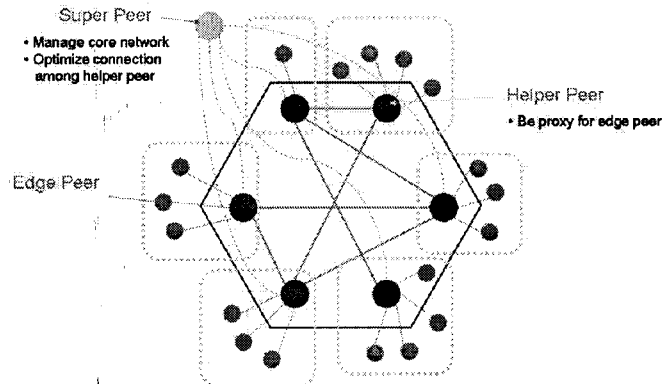 Super Peer
• Manage core network
• Optimize connection
among helper peer
Helper Peer
• Be proxy for edge peer
Edge Peer